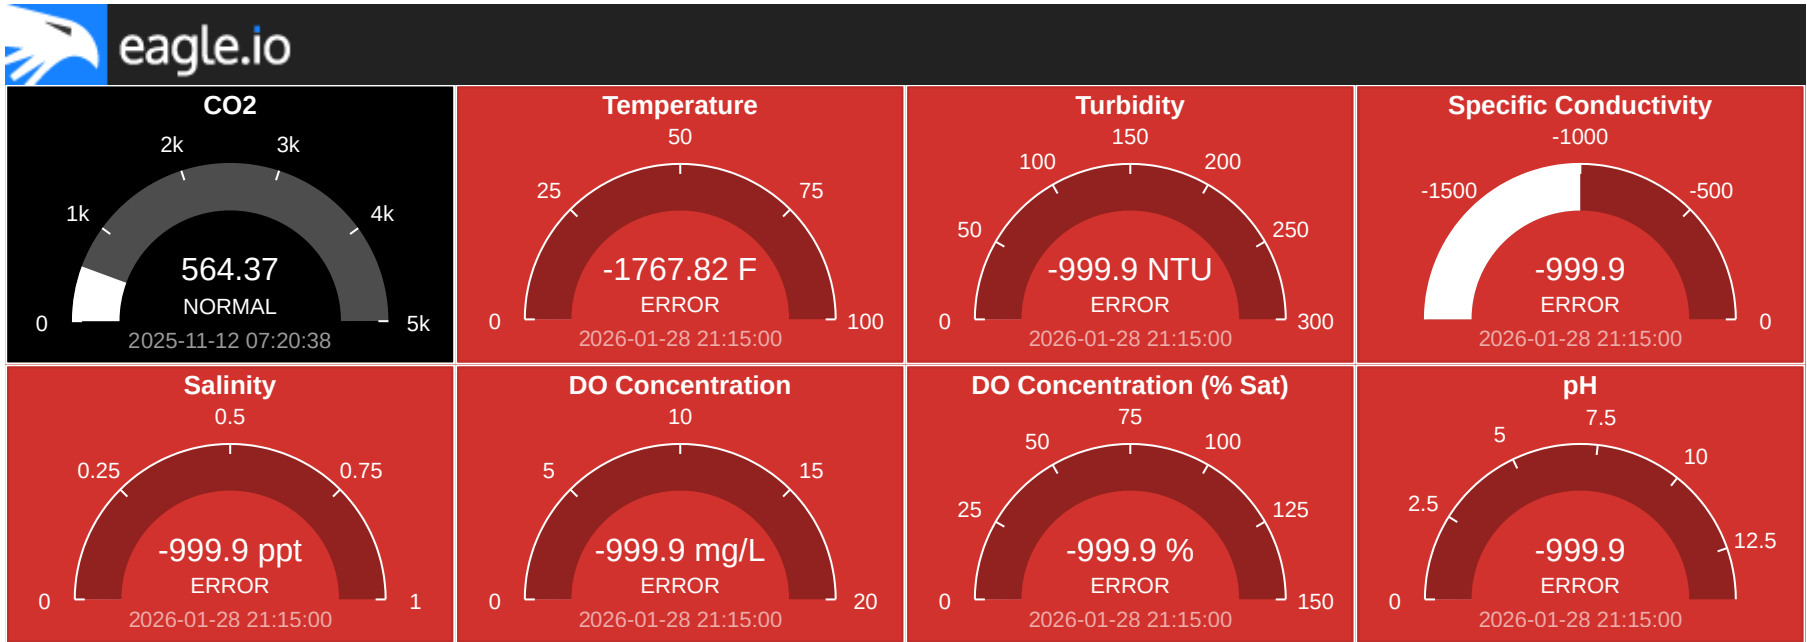 eagle.io
CO2
2k
3k
1k
4k
564.37
NORMAL
0
5k
2025-11-12 07:20:38
Temperature
50
25
75
-1767.82 F
ERROR
0
100
2026-01-28 21:15:00
Turbidity
150
100
200
50
250
-999.9 NTU
ERROR
0
300
2026-01-28 21:15:00
Specific Conductivity
-1000
-1500
-500
-999.9
ERROR
0
2026-01-28 21:15:00
Salinity
0.5
0.25
0.75
-999.9 ppt
ERROR
0
1
2026-01-28 21:15:00
DO Concentration
10
5
15
-999.9 mg/L
ERROR
0
20
2026-01-28 21:15:00
DO Concentration (% Sat)
75
50
100
25
125
-999.9 %
ERROR
0
150
2026-01-28 21:15:00
pH
7.5
5
10
2.5
12.5
-999.9
ERROR
0
2026-01-28 21:15:00